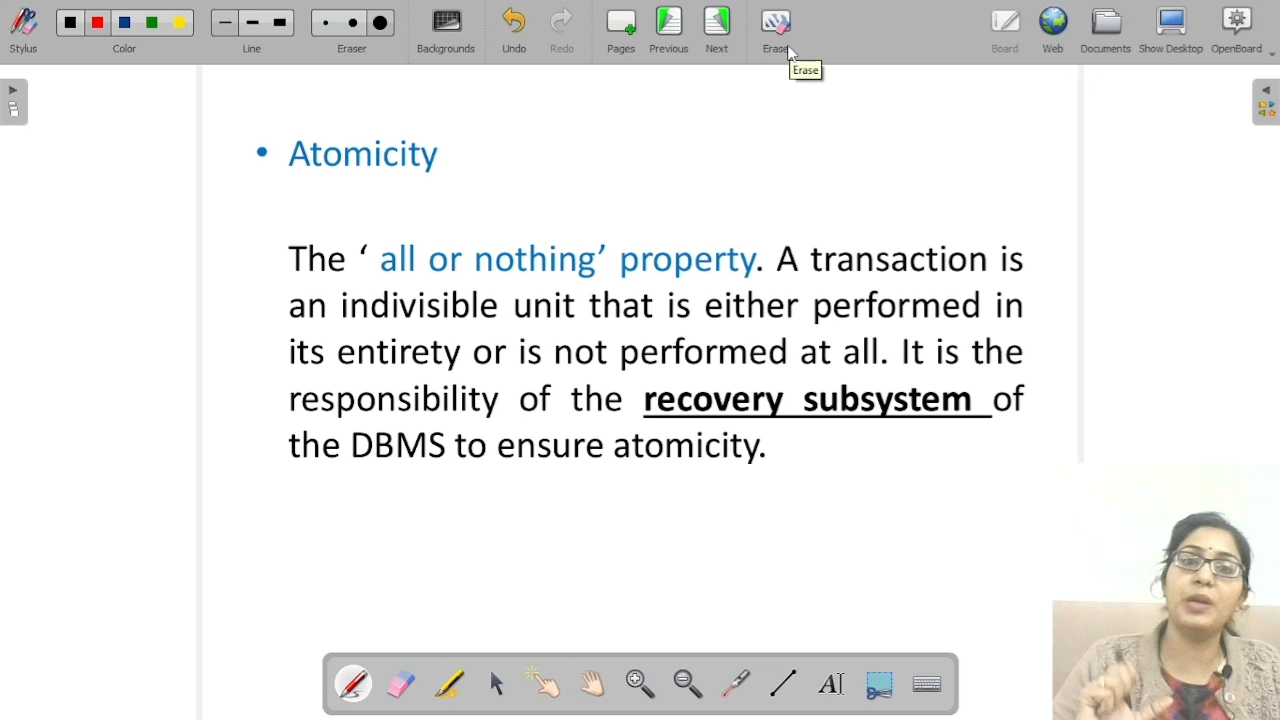 Stylus
Color
Line
Eraser
Backgrounds
Undo
Redo
Pages
Previous
Next
Erase
Board
Web
Documents
Show Desktop
OpenBoard
Erase
• Atomicity
The ‘ all or nothing’ property. A transaction is
an indivisible unit that is either performed in
its entirety or is not performed at all. It is the
responsibility of the recovery subsystem of
the DBMS to ensure atomicity.
AI